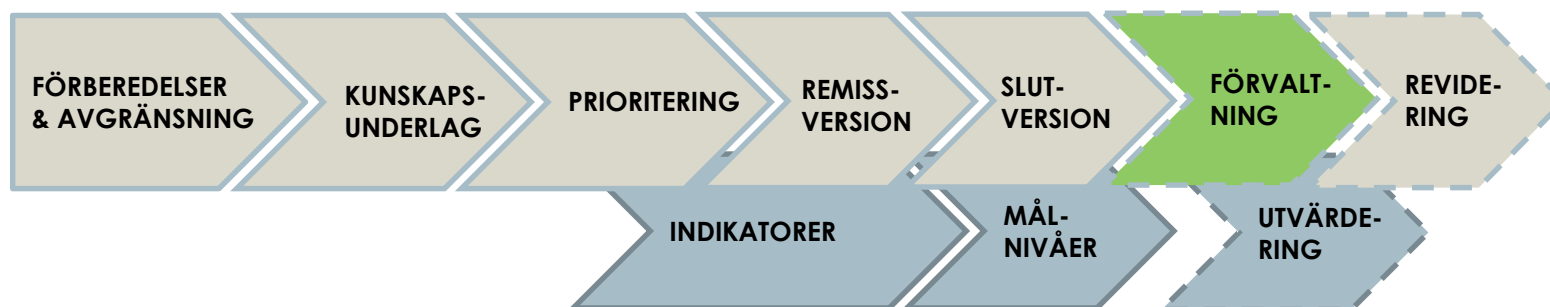 FÖRBEREDELSER
& AVGRÄNSNING
KUNSKAPS-
UNDERLAG
PRIORITERING
REMISS-
VERSION
SLUT-
VERSION
FÖRVALT-
NING
REVIDE-
RING
INDIKATORER
MÅL-
NIVÅER
UTVÄRDE-
RING